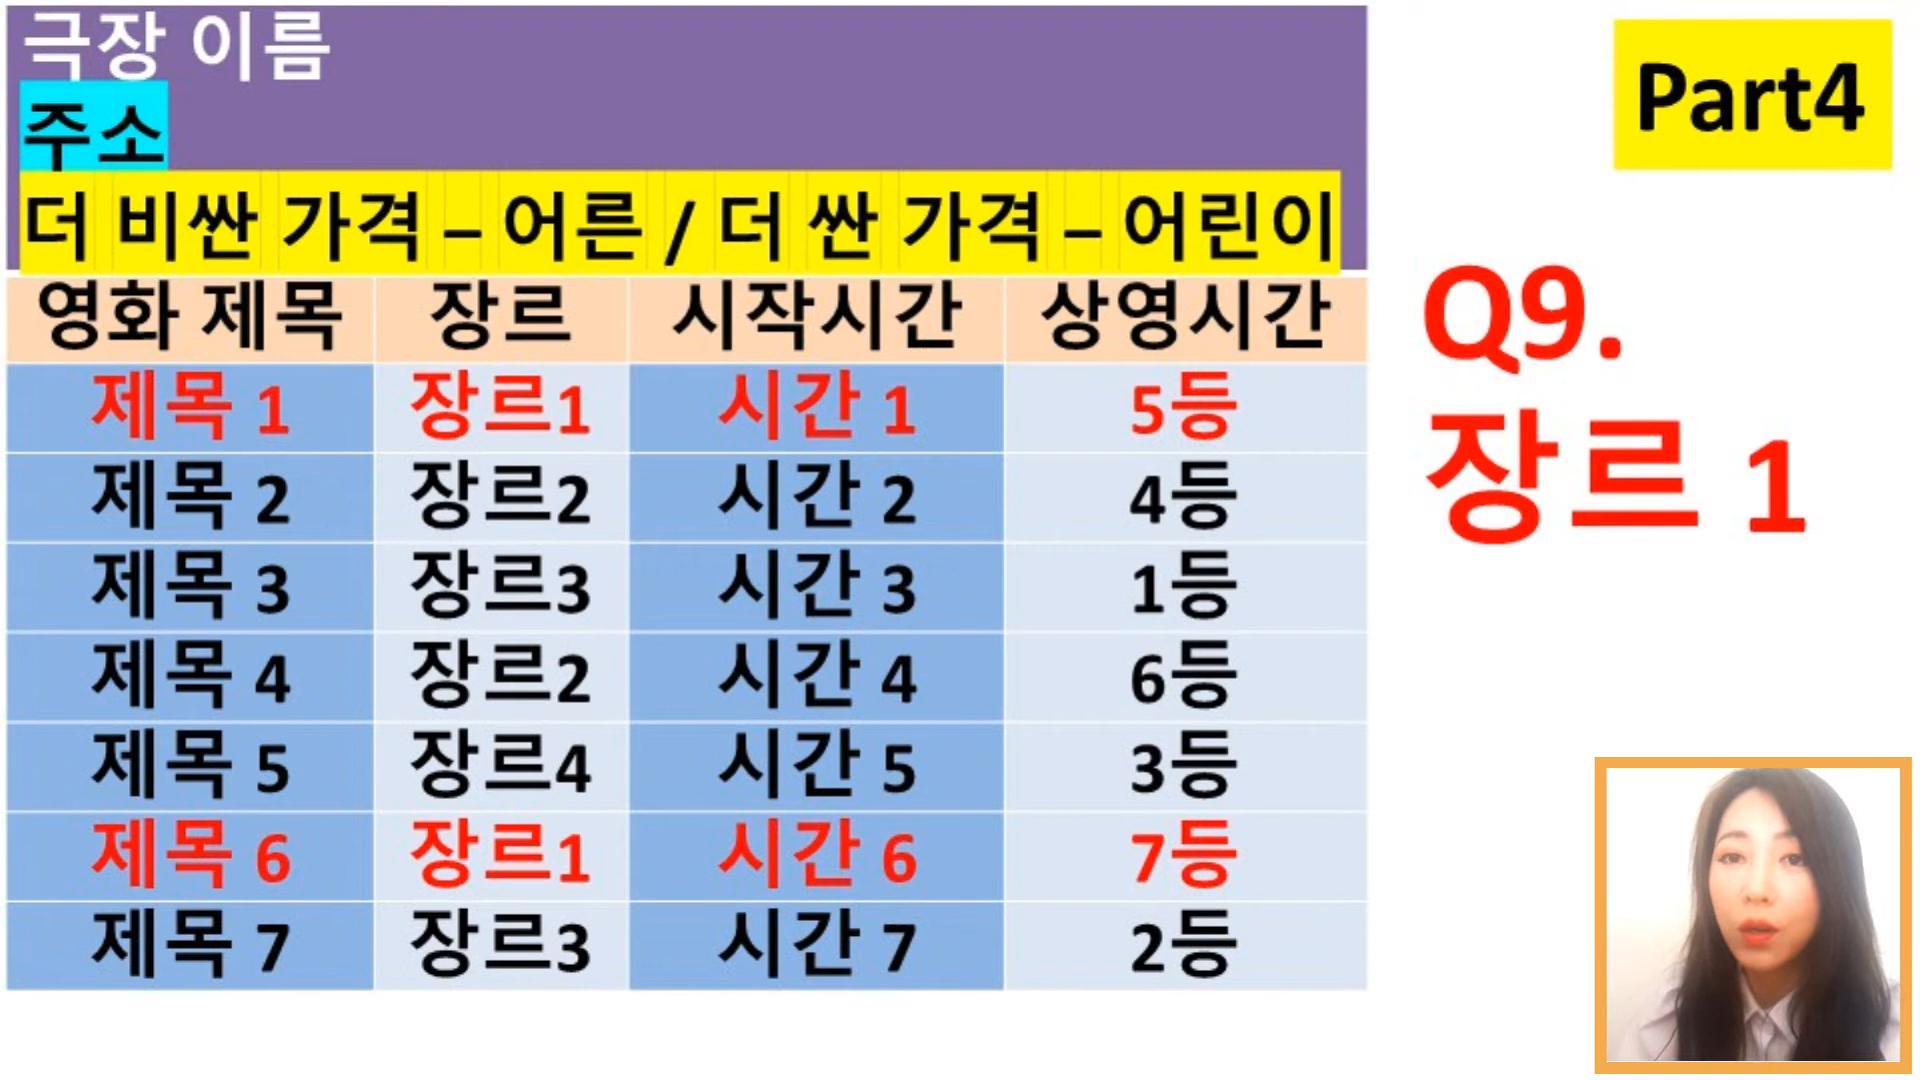 극장 이름
주소
더 비싼 가격 – 어른 / 더 싼 가격 – 어린이
영화 제목 장르 시작시간 상영시간
제목 1 장르1 시간 1 5등
제목 2 장르2 시간 2 4등
제목 3 장르3 시간 3 1등
제목 4 장르2 시간 4 6등
제목 5 장르4 시간 5 3등
제목 6 장르1 시간 6 7등
제목 7 장르3 시간 7 2등
Part4
Q9.
장르 1